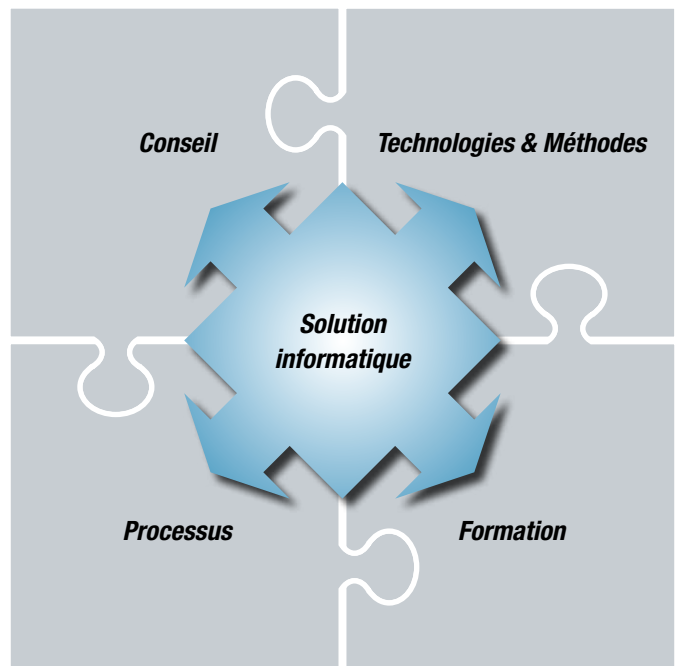 Conseil
Technologies & Méthodes
Solution
informatique
Processus
Formation